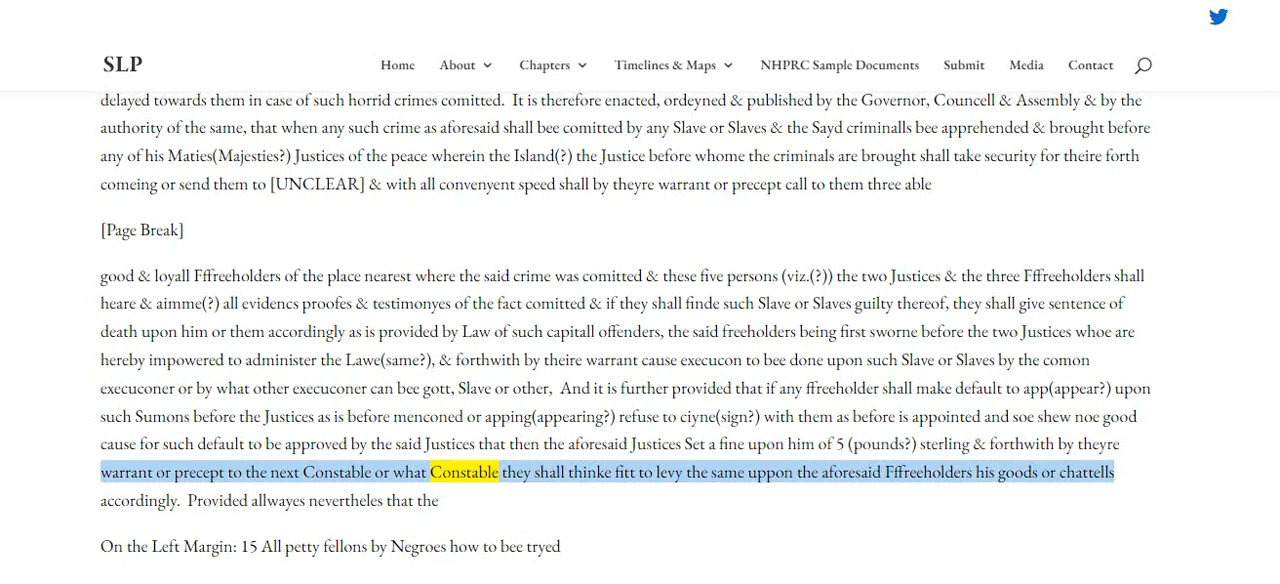 SLP
Home About Chapters Timelines & Maps NHPRC Sample Documents Submit Media Contact
delayed towards them in case of such horrid crimes comitted. It is therefore enacted, ordeyned & published by the Governor, Councell & Assembly & by the
authority of the same, that when any such crime as aforesaid shall bee comitted by any Slave or Slaves & the Sayd criminalls bee apprehended & brought before
any of his Maties(Majesties?) Justices of the peace wherein the Island(?) the Justice before whome the criminals are brought shall take security for theire forth
comeing or send them to [UNCLEAR] & with all convenyent speed shall by theyre warrant or precept call to them three able
[Page Break]
good & loyall Fffreeholders of the place nearest where the said crime was comitted & these five persons (viz.(?)) the two Justices & the three Fffreeholders shall
heare & aimme(?) all evidencs proofes & testimonyes of the fact comitted & if they shall finde such Slave or Slaves guilty thereof, they shall give sentence of
death upon him or them accordingly as is provided by Law of such capitall offenders, the said freeholders being first sworne before the two Justices whoe are
hereby impowered to administer the Lawe(same?), & forthwith by theire warrant cause execucon to bee done upon such Slave or Slaves by the comon
execuconer or by what other execuconer can bee gott, Slave or other, And it is further provided that if any ffreeholder shall make default to app(appear?) upon
such Sumons before the Justices as is before menconed or apping(appearing?) refuse to ciyne(sign?) with them as before is appointed and soe shew noe good
cause for such default to be approved by the said Justices that then the aforesaid Justices Set a fine upon him of 5 (pounds?) sterling & forthwith by theyre
warrant or precept to the next Constable or what Constable they shall thinke fitt to levy the same uppon the aforesaid Fffreeholders his goods or chattells
accordingly. Provided allwayes nevertheles that the
On the Left Margin: 15 All petty fellons by Negroes how to bee tryed